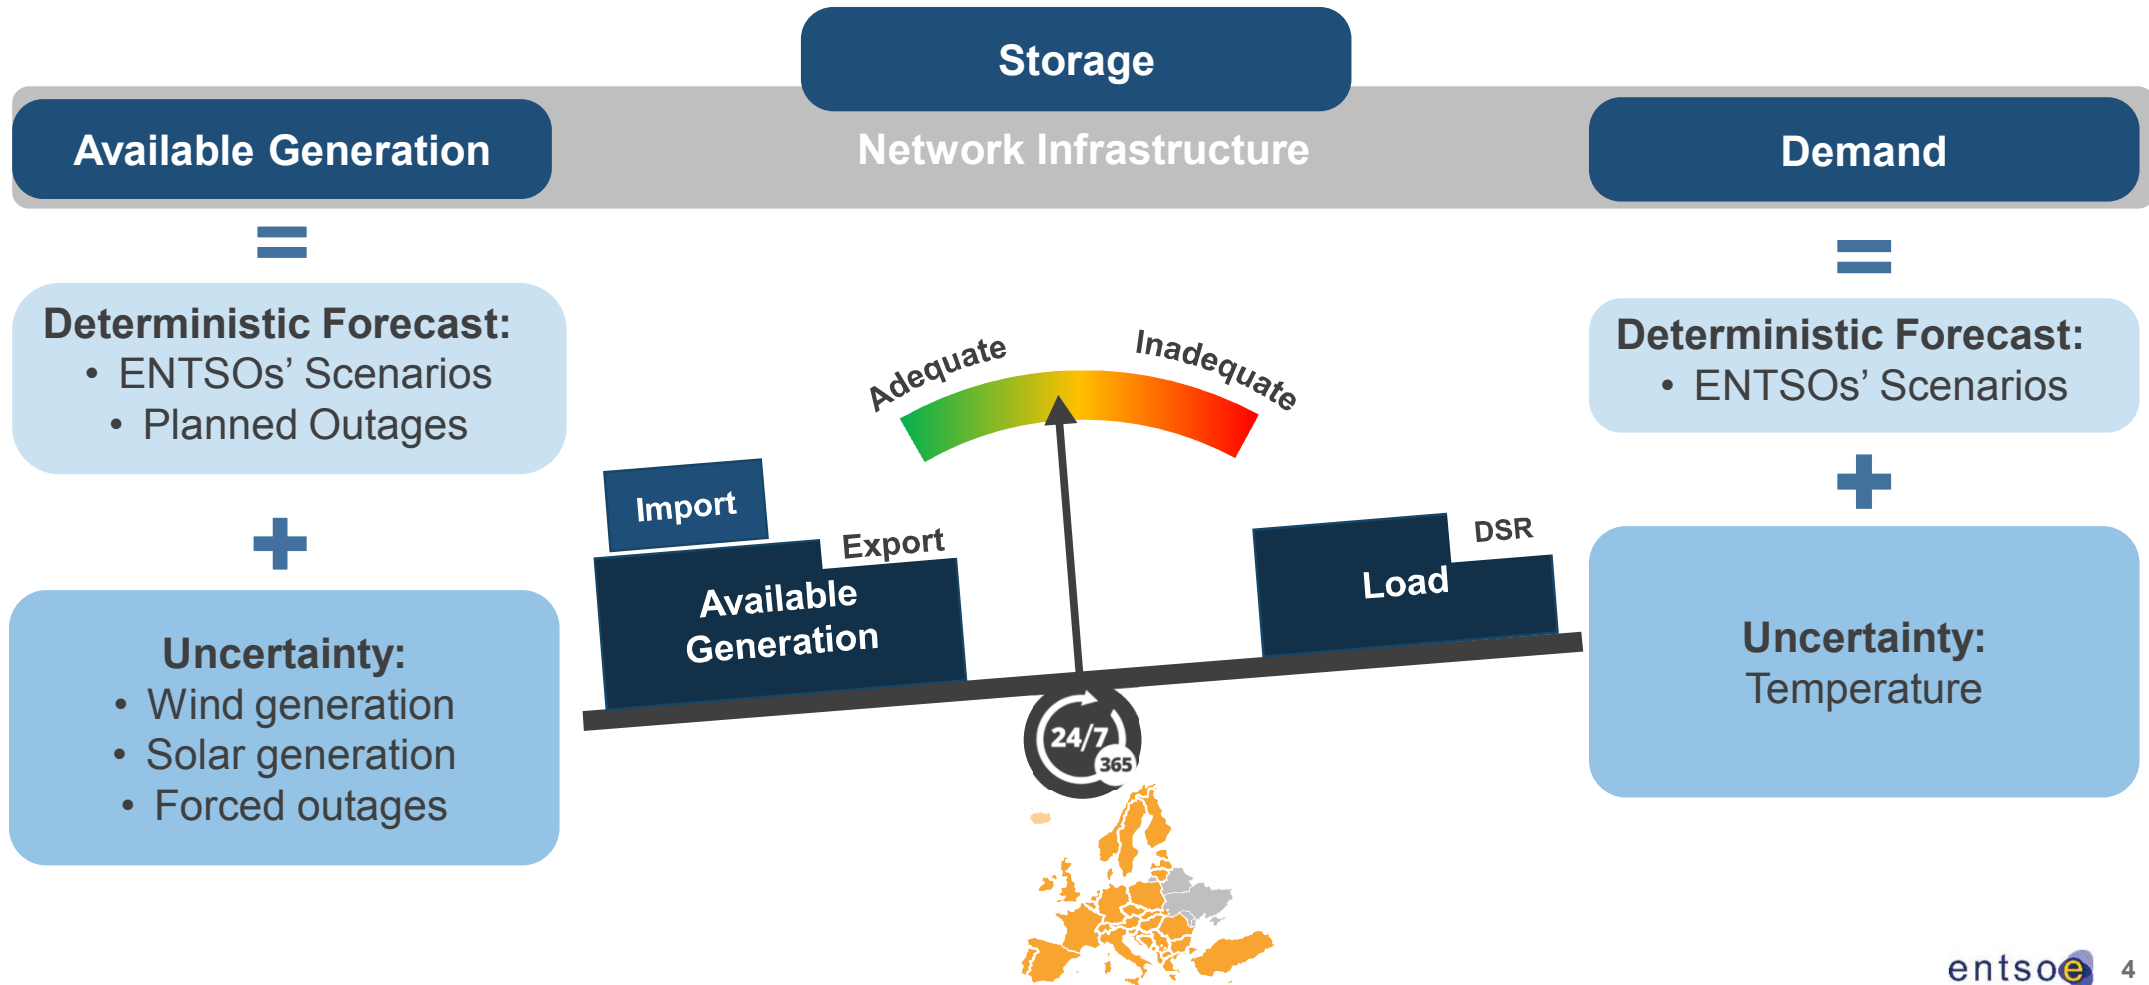 Storage
Available Generation
Network Infrastructure
Demand
Deterministic Forecast:
• ENTSOs’ Scenarios
• Planned Outages
Uncertainty:
• Wind generation
• Solar generation
• Forced outages
Adequate
Inadequate
Import
Export
Available
Generation
DSR
Load
24/7
365
Deterministic Forecast:
• ENTSOs’ Scenarios
Uncertainty:
Temperature
entsoe
4